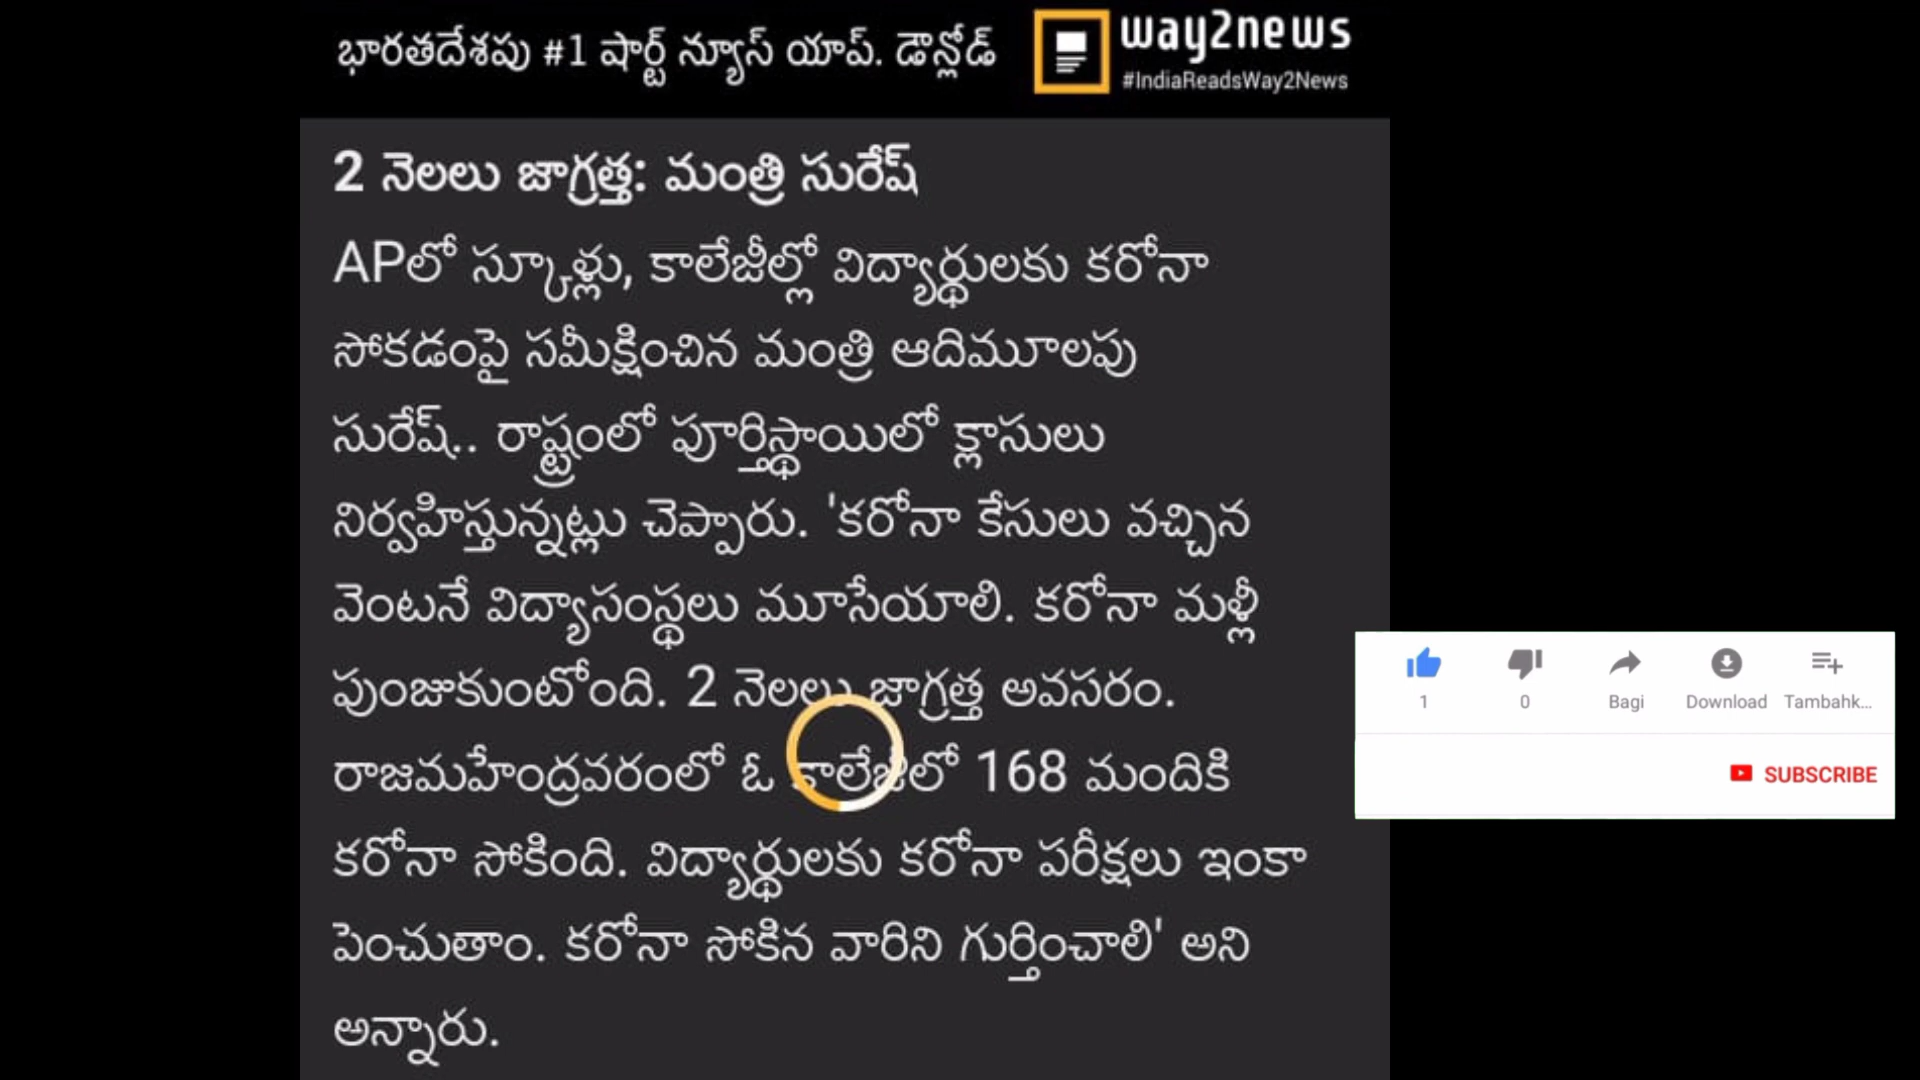 భారతదేశపు #1 షార్ట్ న్యూస్ యాప్. డౌన్లోడ్
way2news
#IndiaReadsWay2News
2 నెలలు జాగ్రత్త: మంత్రి సురేష్
APలో స్కూళ్లు, కాలేజీల్లో విద్యార్థులకు కరోనా
సోకడంపై సమీక్షించిన మంత్రి ఆదిమూలపు
సురేష్.. రాష్ట్రంలో పూర్తిస్థాయిలో క్లాసులు
నిర్వహిస్తున్నట్లు చెప్పారు. 'కరోనా కేసులు వచ్చిన
వెంటనే విద్యాసంస్థలు మూసేయాలి. కరోనా మళ్లీ
పుంజుకుంటోంది. 2 నెలలు జాగ్రత్త అవసరం.
రాజమహేంద్రవరంలో ఓ కాలేజీలో 168 మందికి
కరోనా సోకింది. విద్యార్థులకు కరోనా పరీక్షలు ఇంకా
పెంచుతాం. కరోనా సోకిన వారిని గుర్తించాలి' అని
అన్నారు.
1 0 Bagi Download Tambahk...
SUBSCRIBE